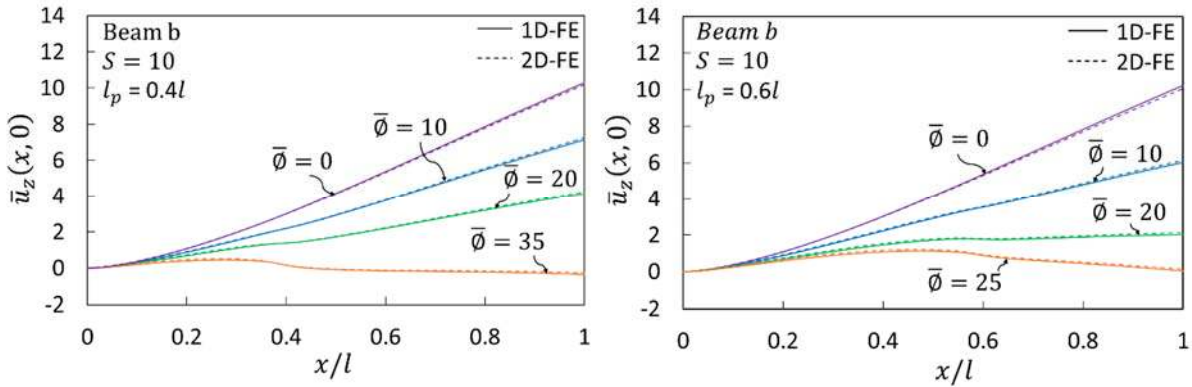 14
12
10
8
6
4
2
0
-2
Beam b
S = 10
l_p = 0.4l
1D-FE
2D-FE
ϕ̅ = 0
ϕ̅ = 10
ϕ̅ = 20
ϕ̅ = 35
u̅_z(x, 0)
0 0.2 0.4 0.6 0.8 1
x/l
14
12
10
8
6
4
2
0
-2
Beam b
S = 10
l_p = 0.6l
1D-FE
2D-FE
ϕ̅ = 0
ϕ̅ = 10
ϕ̅ = 20
ϕ̅ = 25
u̅_z(x, 0)
0 0.2 0.4 0.6 0.8 1
x/l